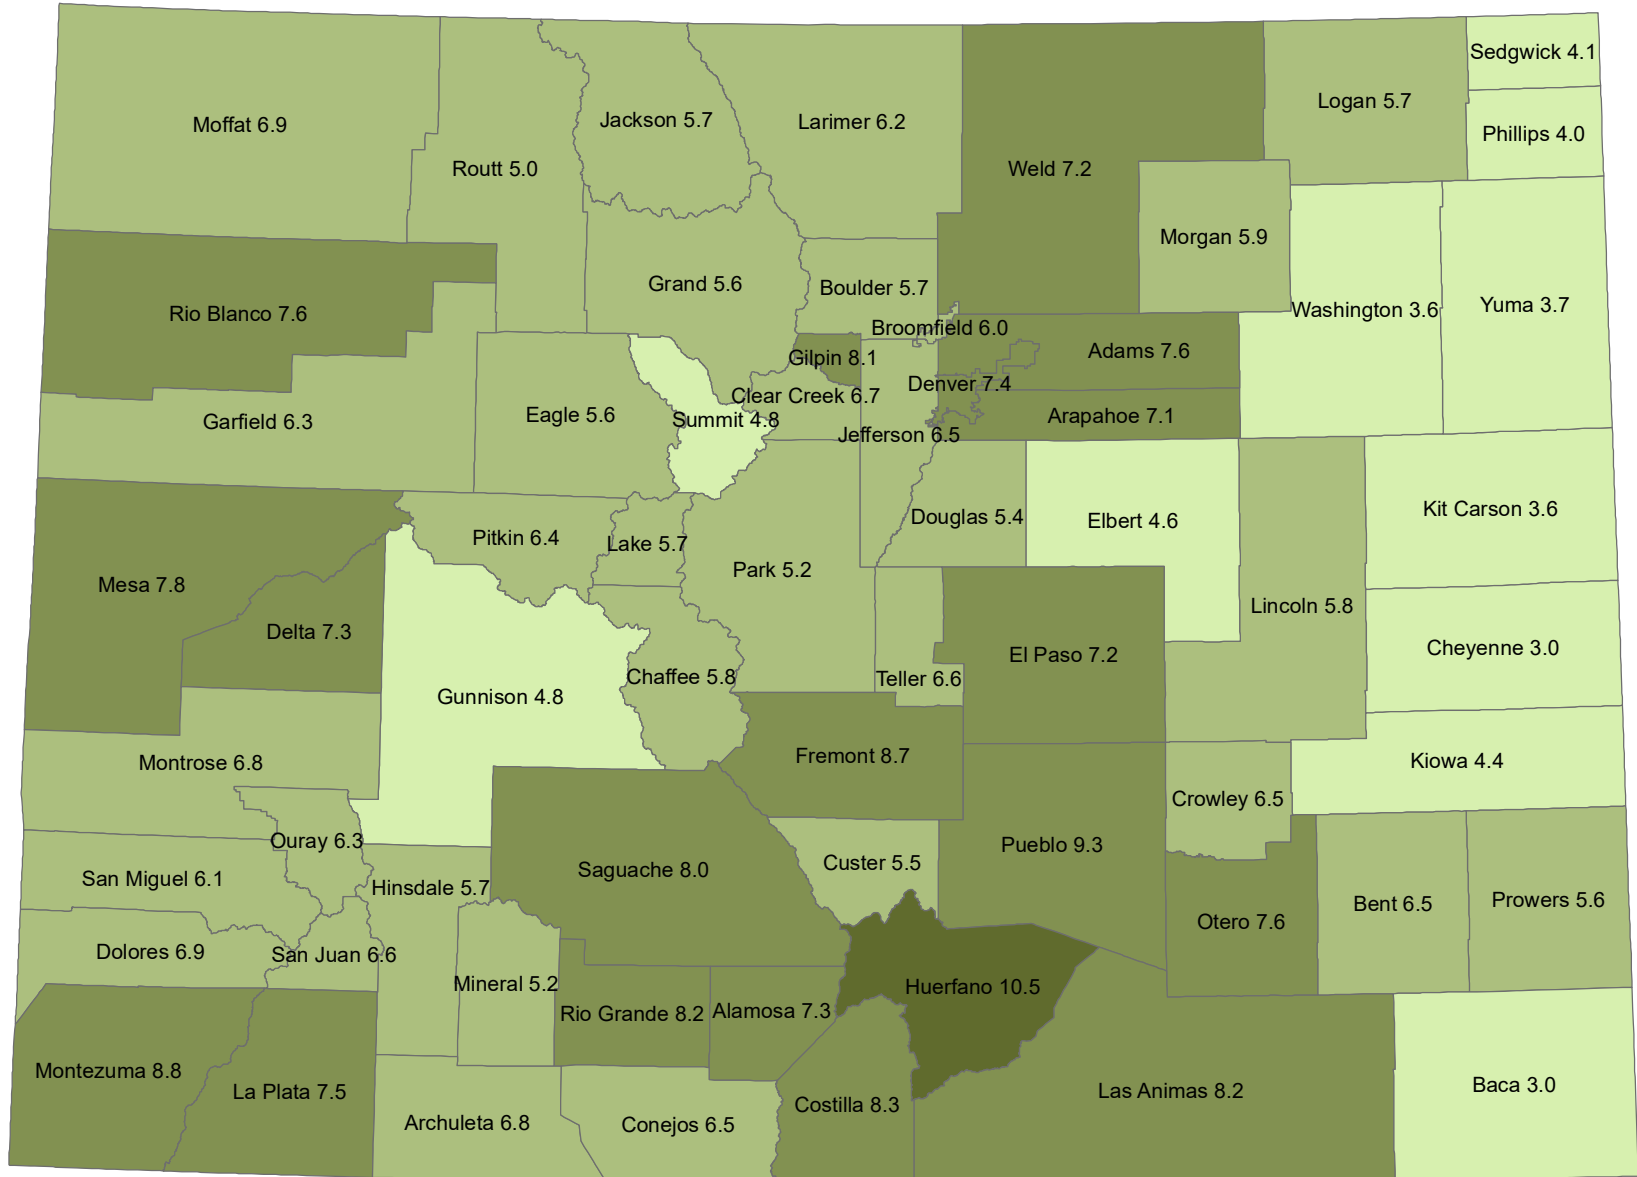 Sedgwick 4.1
Logan 5.7
Jackson 5.7
Larimer 6.2
Moffat 6.9
Phillips 4.0
Routt 5.0
Weld 7.2
Morgan 5.9
Grand 5.6
Boulder 5.7
Washington 3.6
Yuma 3.7
Rio Blanco 7.6
Broomfield 6.0
Gilpin 8.1
Adams 7.6
Denver 7.4
Clear Creek 6.7
Eagle 5.6
Summit 4.8
Arapahoe 7.1
Garfield 6.3
Jefferson 6.5
Kit Carson 3.6
Douglas 5.4
Elbert 4.6
Pitkin 6.4
Lake 5.7
Park 5.2
Mesa 7.8
Lincoln 5.8
Delta 7.3
Cheyenne 3.0
El Paso 7.2
Chaffee 5.8
Teller 6.6
Gunnison 4.8
Fremont 8.7
Kiowa 4.4
Montrose 6.8
Crowley 6.5
Ouray 6.3
Pueblo 9.3
Custer 5.5
Saguache 8.0
San Miguel 6.1
Hinsdale 5.7
Prowers 5.6
Bent 6.5
Otero 7.6
Dolores 6.9
San Juan 6.6
Mineral 5.2
Huerfano 10.5
Rio Grande 8.2
Alamosa 7.3
Montezuma 8.8
La Plata 7.5
Las Animas 8.2
Baca 3.0
Costilla 8.3
Archuleta 6.8
Conejos 6.5